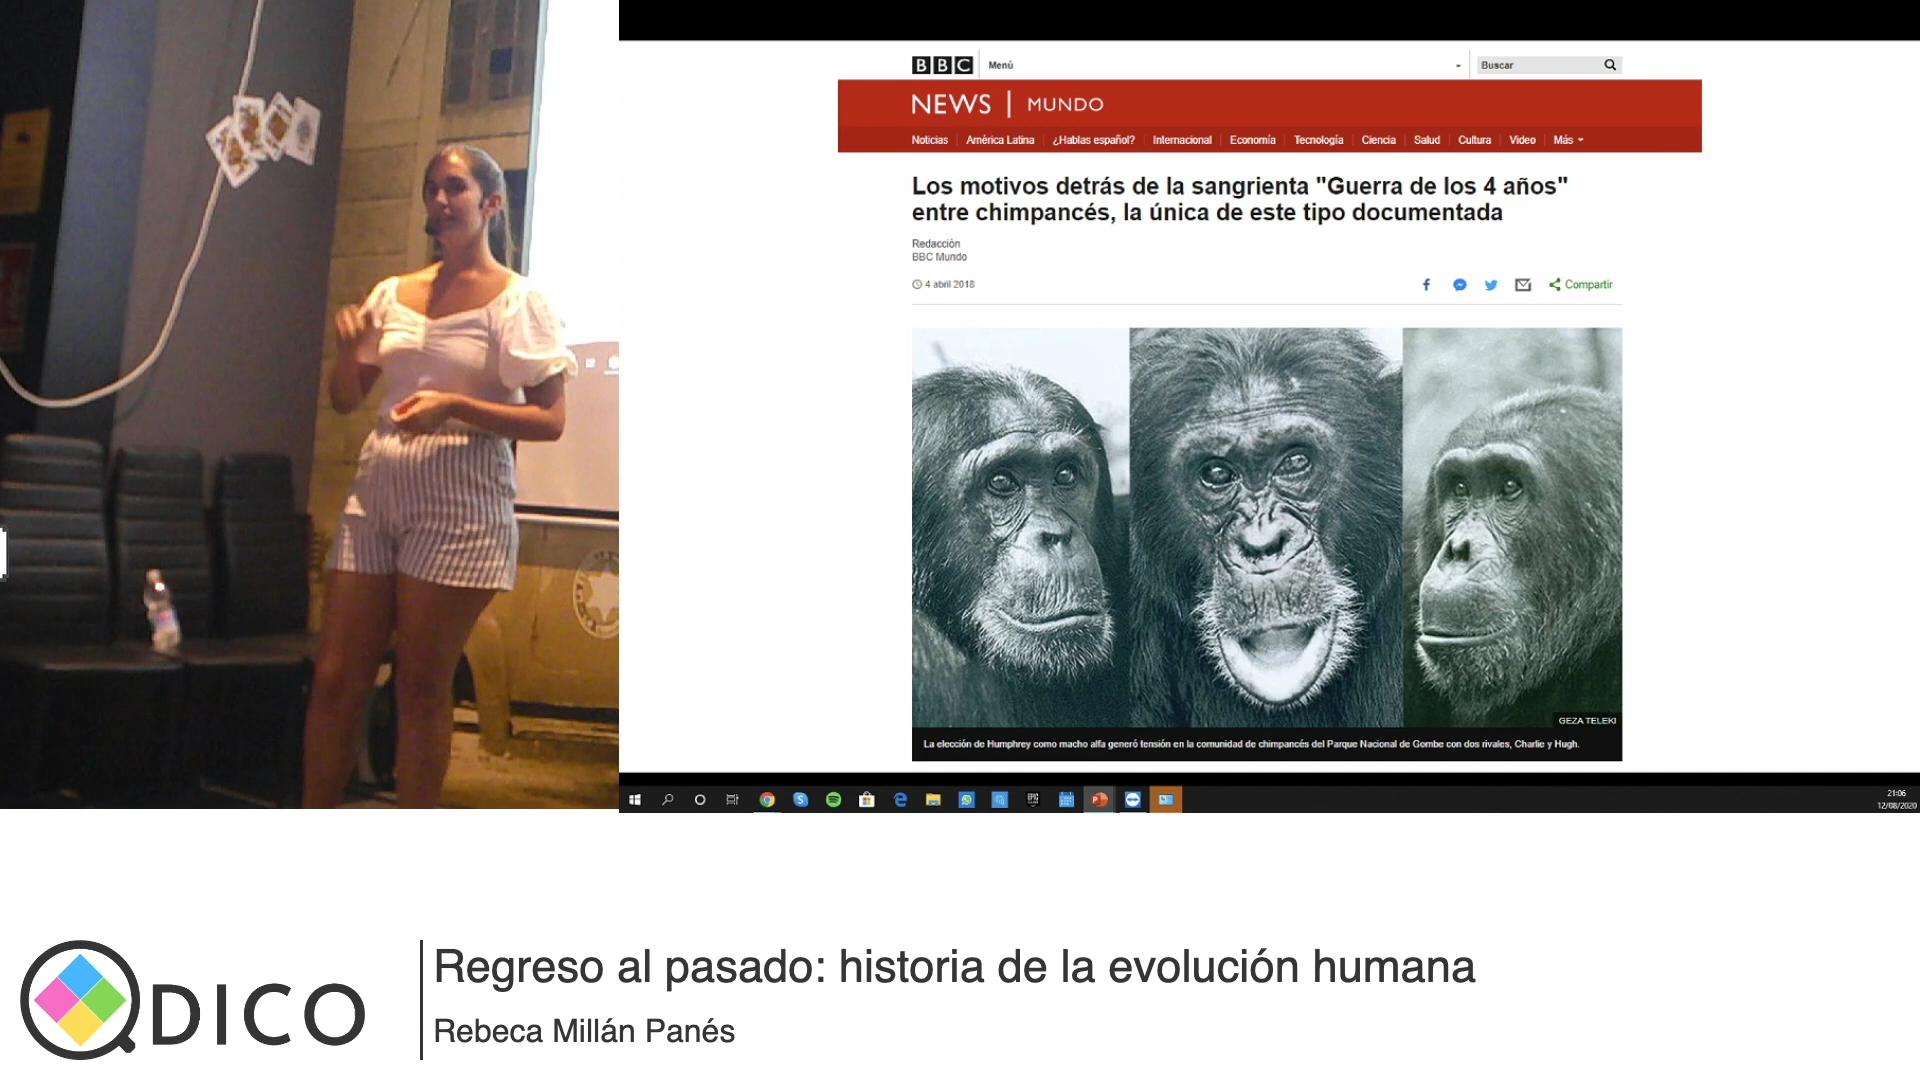 BBC
Menú
Buscar
NEWS | MUNDO
Noticias
América Latina
¿Hablas español?
Internacional
Economía
Tecnología
Ciencia
Salud
Cultura
Video
Más
Los motivos detrás de la sangrienta "Guerra de los 4 años"
entre chimpancés, la única de este tipo documentada
Redacción
BBC Mundo
4 abril 2018
Compartir
GEZA TELEKI
La elección de Humphrey como macho alfa generó tensión en la comunidad de chimpancés del Parque Nacional de Gombe con dos rivales, Charlie y Hugh.
21:06
12/08/2020
QDICO
Regreso al pasado: historia de la evolución humana
Rebeca Millán Panés